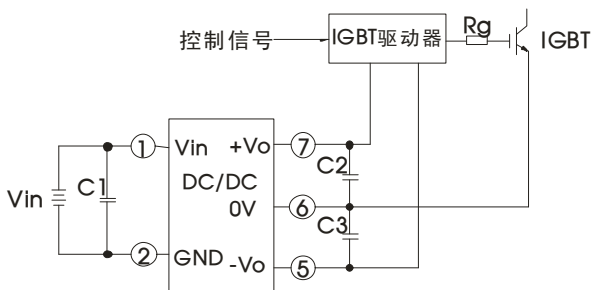 控制信号
IGBT驱动器
Rg
IGBT
1
Vin
+Vo
7
C2
Vin
C1
DC/DC
0V
6
C3
2
GND
-Vo
5